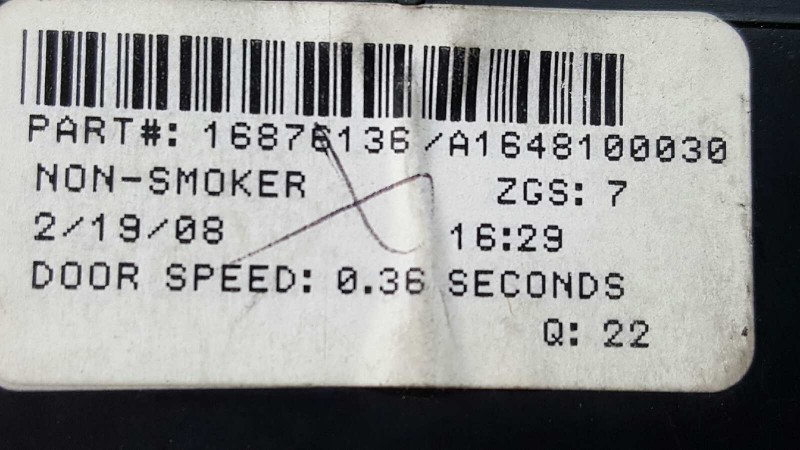 PART#: 16876136/A1648100030
NON-SMOKER ZGS: 7
2/19/08 16:29
DOOR SPEED: 0.36 SECONDS
Q: 22